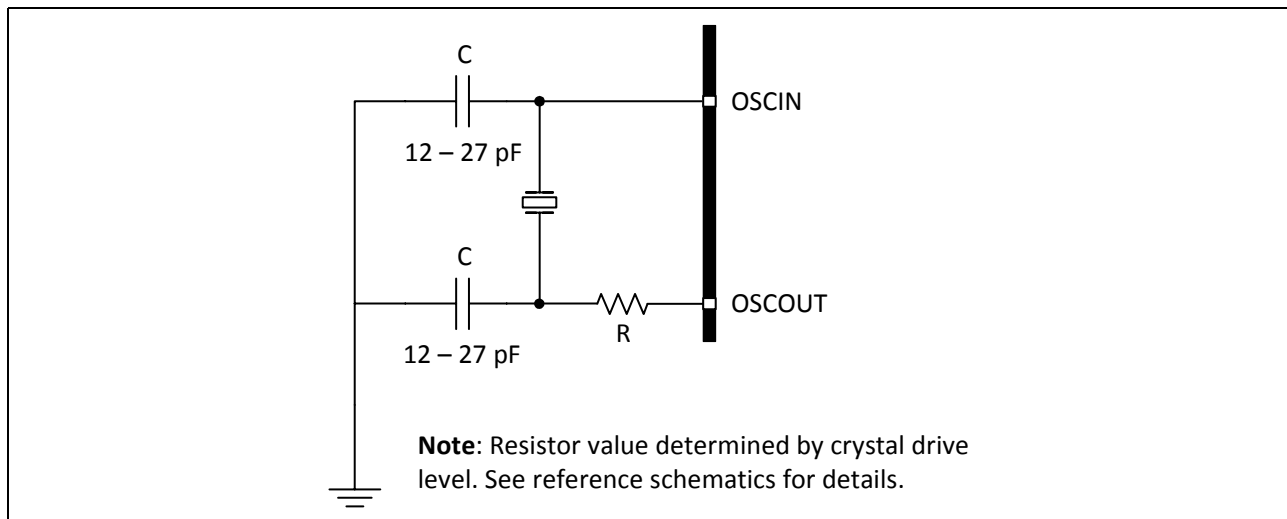 C
OSCIN
12 – 27 pF
C
OSCOUT
R
12 – 27 pF
Note: Resistor value determined by crystal drive
level. See reference schematics for details.